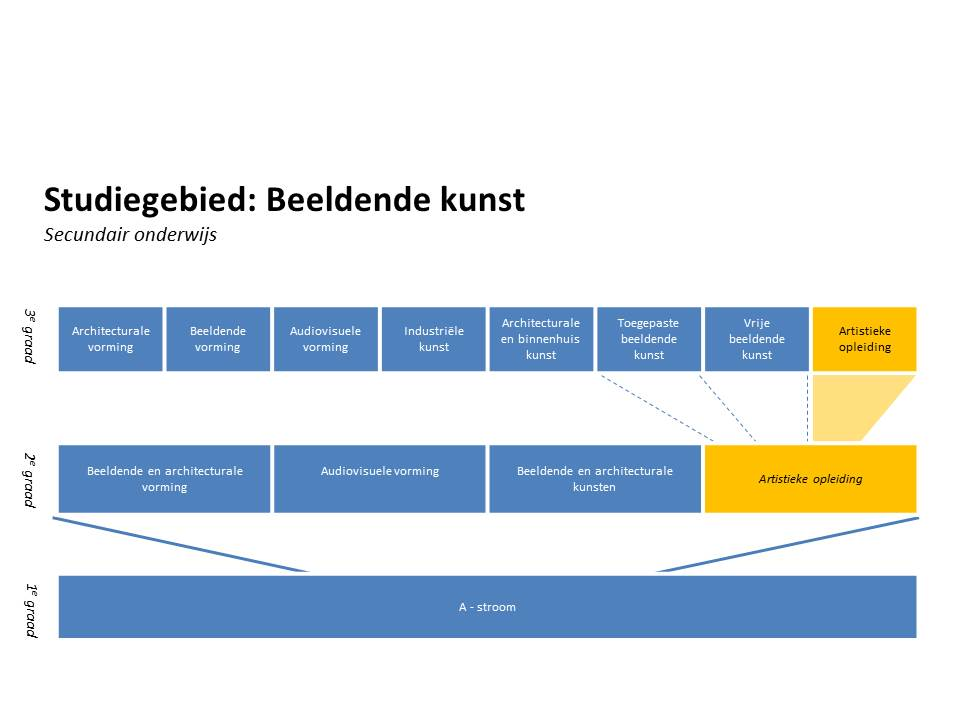 Studiegebied: Beeldende kunst
Secundair onderwijs
3e graad
Architecturale
vorming
Beeldende
vorming
Audiovisuele
vorming
Industriële
kunst
Architecturale
en binnenhuis
kunst
Toegepaste
beeldende
kunst
Vrije
beeldende
kunst
Artistieke
opleiding
2e graad
Beeldende en architecturale
vorming
Audiovisuele vorming
Beeldende en architecturale
kunsten
Artistieke opleiding
1e graad
A - stroom